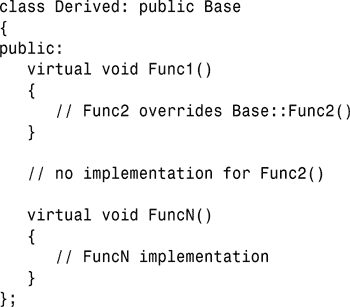 class Derived: public Base
{
public:
   virtual void Func1()
   {
      // Func2 overrides Base::Func2()
   }

   // no implementation for Func2()

   virtual void FuncN()
   {
      // FuncN implementation
   }
};